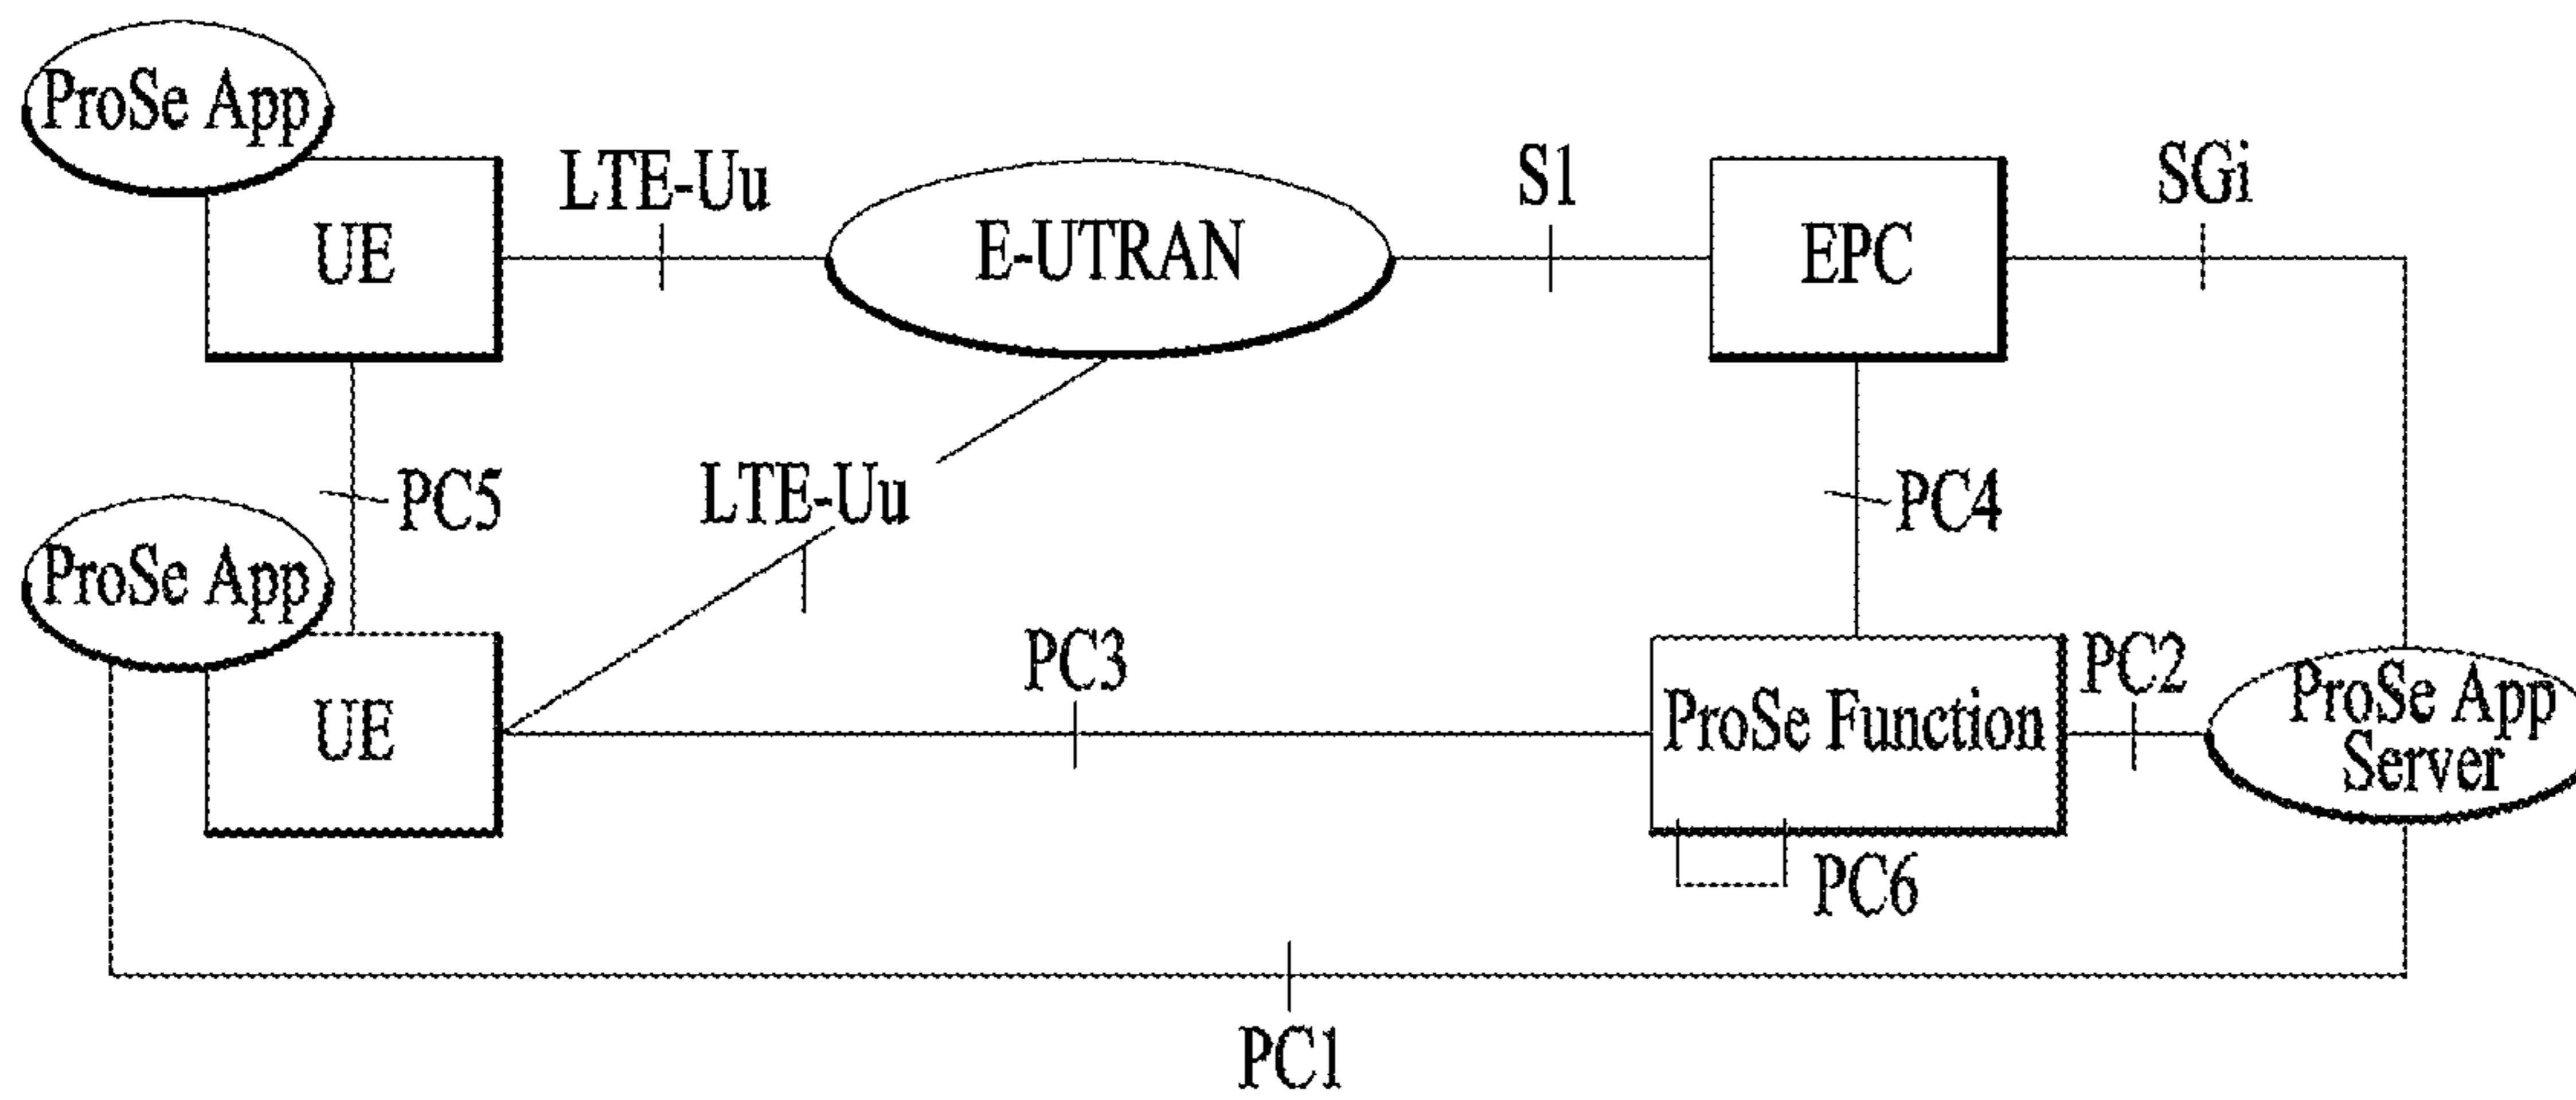 ProSe App
LTE-Uu
S1
SGi
UE
E-UTRAN
EPC
LTE-Uu
PC5
PC4
ProSe App
PC3
PC2
UE
ProSe Function
ProSe App
Server
PC6
PC1